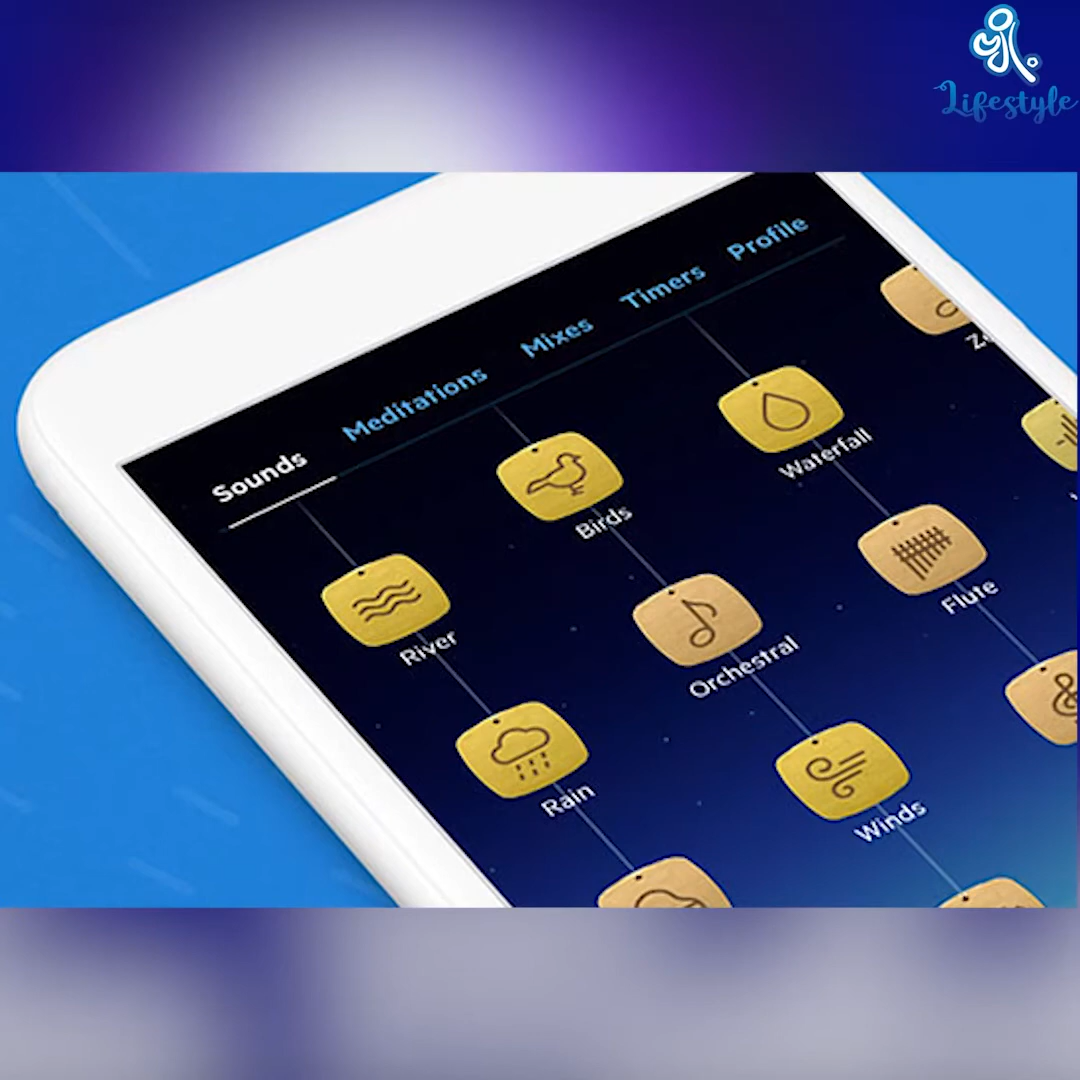 Lifestyle
Sounds
Meditations
Mixes
Timers
Profile
Birds
Waterfall
River
Orchestral
Flute
Rain
Winds